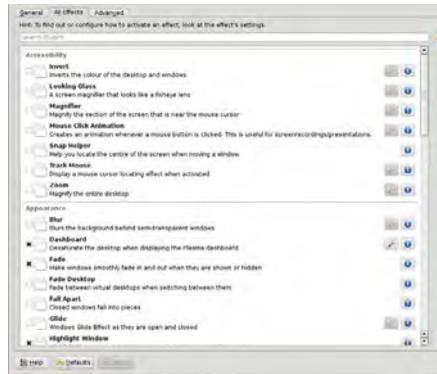 General All Effects Advanced
Hint: To find out or configure how to activate an effect, look at the effect's settings.
Search Plugins
Accessibility
Invert
Inverts the colour of the desktop and windows
Looking Glass
A screen magnifier that looks like a fisheye lens
Magnifier
Magnify the section of the screen that is near the mouse cursor
Mouse Click Animation
Creates an animation whenever a mouse button is clicked. This is useful for screenrecordings/presentations.
Snap Helper
Help you locate the centre of the screen when moving a window.
Track Mouse
Display a mouse cursor locating effect when activated
Zoom
Magnify the entire desktop
Appearance
Blur
Blurs the background behind semi-transparent windows
Dashboard
Desaturate the desktop when displaying the Plasma dashboard
Fade
Make windows smoothly fade in and out when they are shown or hidden
Fade Desktop
Fade between virtual desktops when switching between them
Fall Apart
Closed windows fall into pieces
Glide
Windows Glide Effect as they are open and closed
Highlight Window
Help Defaults